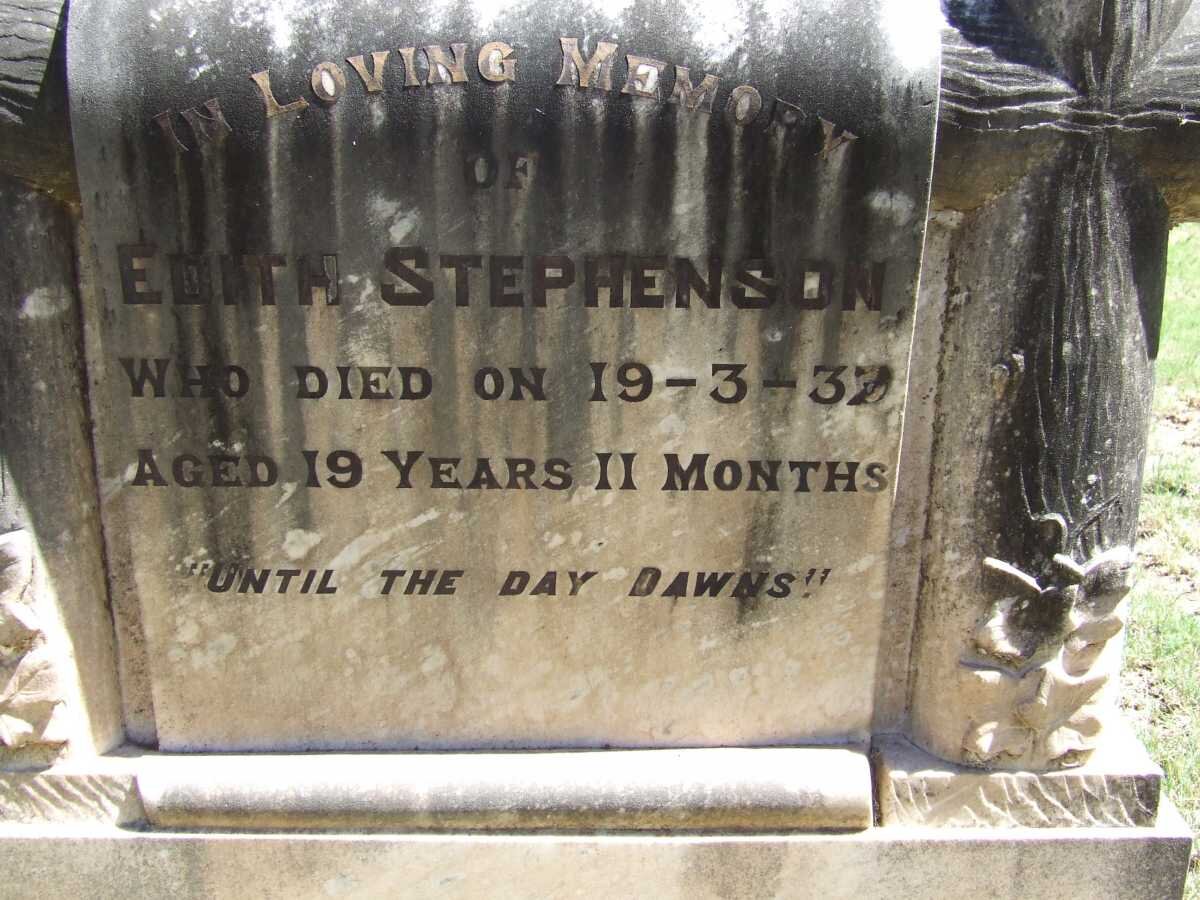 IN LOVING MEMORY
OF
EDITH STEPHENSON
WHO DIED ON 19-3-32
AGED 19 YEARS 11 MONTHS
"UNTIL THE DAY DAWNS"